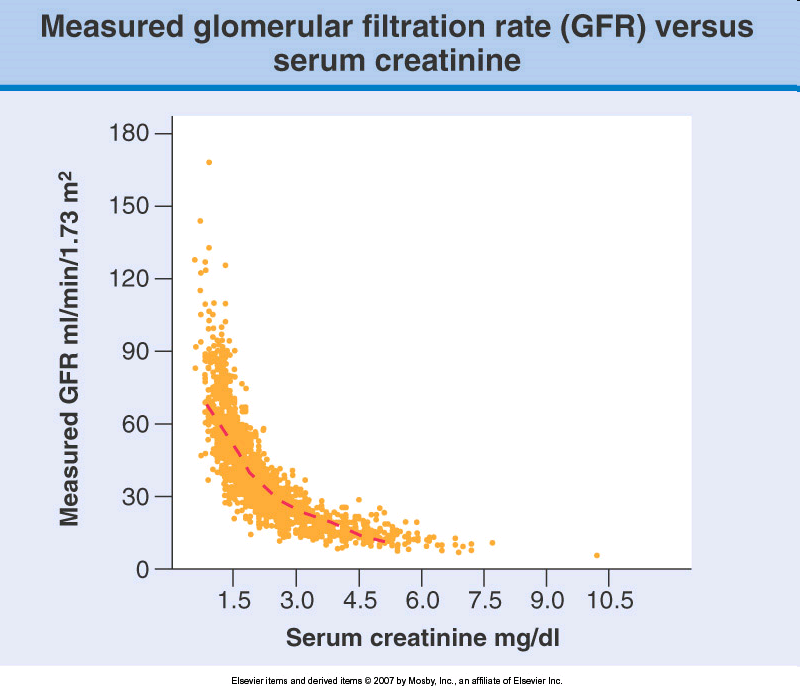 Measured glomerular filtration rate (GFR) versus
serum creatinine
Measured GFR ml/min/1.73 m²
180
150
120
90
60
30
0
1.5 3.0 4.5 6.0 7.5 9.0 10.5
Serum creatinine mg/dl
Elsevier items and derived items © 2007 by Mosby, Inc., an affiliate of Elsevier Inc.